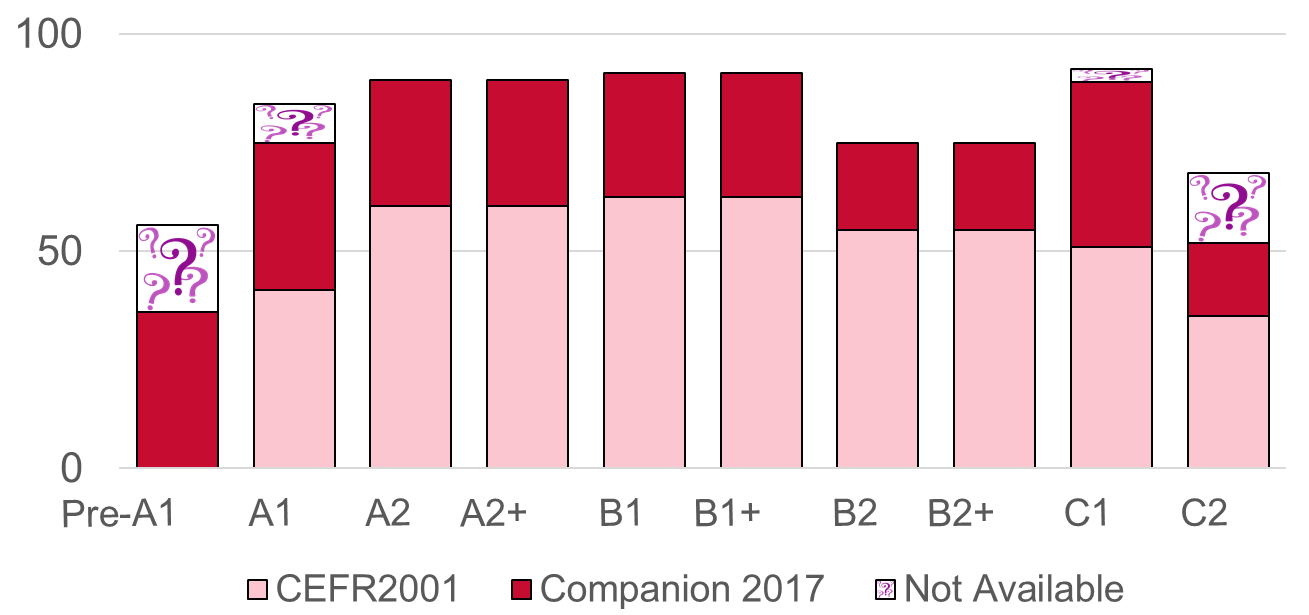 100
50
0
Pre-A1 A1 A2 A2+ B1 B1+ B2 B2+ C1 C2
CEFR2001 Companion 2017 Not Available